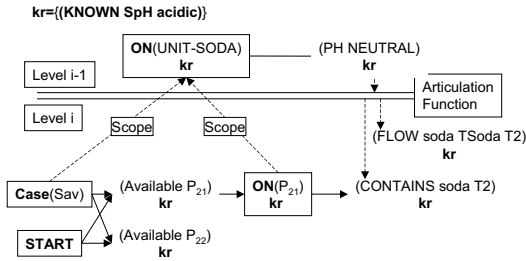 kr={(KNOWN SpH acidic)}
ON(UNIT-SODA)
kr
(PH NEUTRAL)
kr
Level i-1
Articulation
Function
Level i
Scope
Scope
(FLOW soda TSoda T2)
kr
Case(Sav)
(Available P21)
kr
ON(P21)
kr
(CONTAINS soda T2)
kr
START
(Available P22)
kr